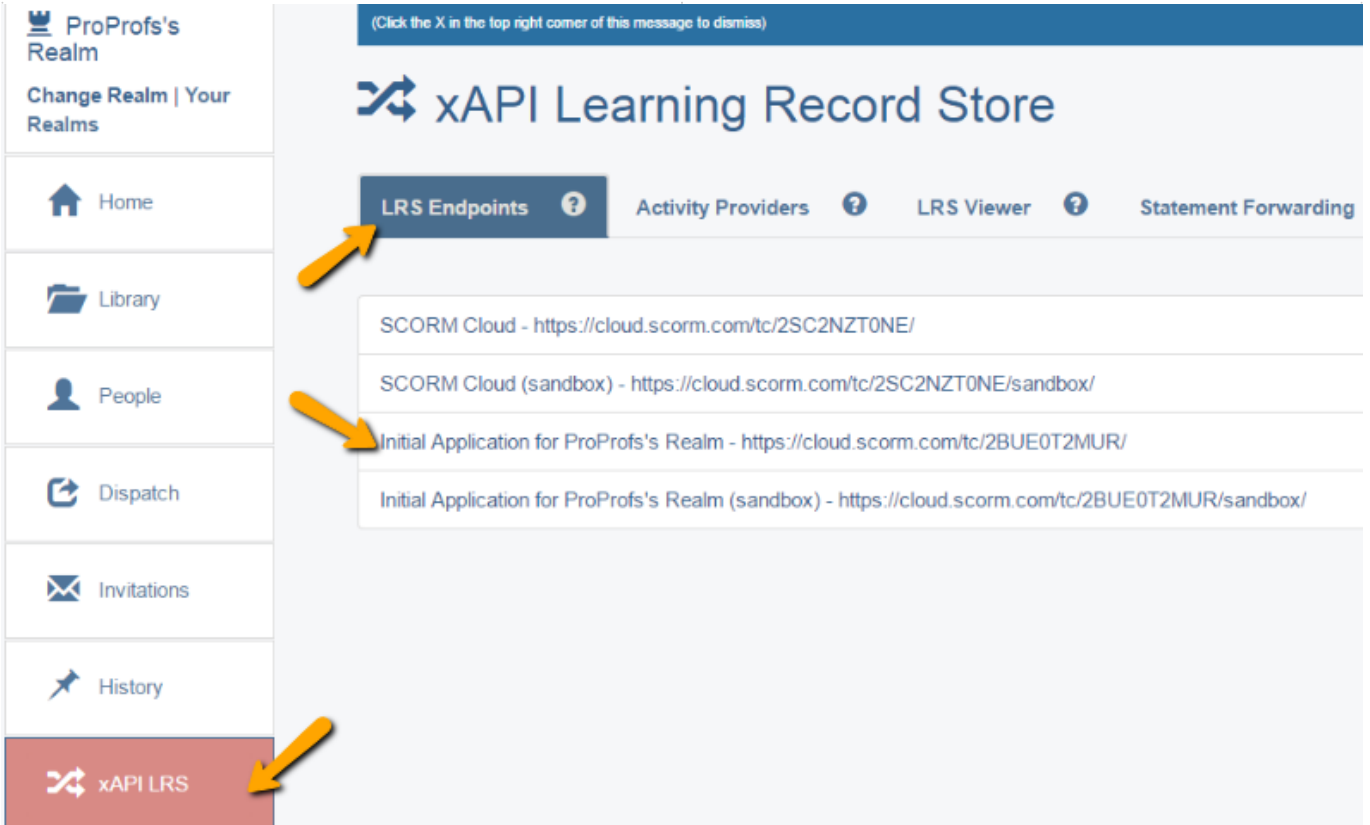 ProProfs's
Realm
Change Realm | Your
Realms
Home
Library
People
Dispatch
Invitations
History
xAPI LRS
(Click the X in the top right corner of this message to dismiss)
xAPI Learning Record Store
LRS Endpoints ? Activity Providers ? LRS Viewer ? Statement Forwarding
SCORM Cloud - https://cloud.scorm.com/tc/2SC2NZT0NE/
SCORM Cloud (sandbox) - https://cloud.scorm.com/tc/2SC2NZT0NE/sandbox/
Initial Application for ProProfs's Realm - https://cloud.scorm.com/tc/2BUE0T2MUR/
Initial Application for ProProfs's Realm (sandbox) - https://cloud.scorm.com/tc/2BUE0T2MUR/sandbox/